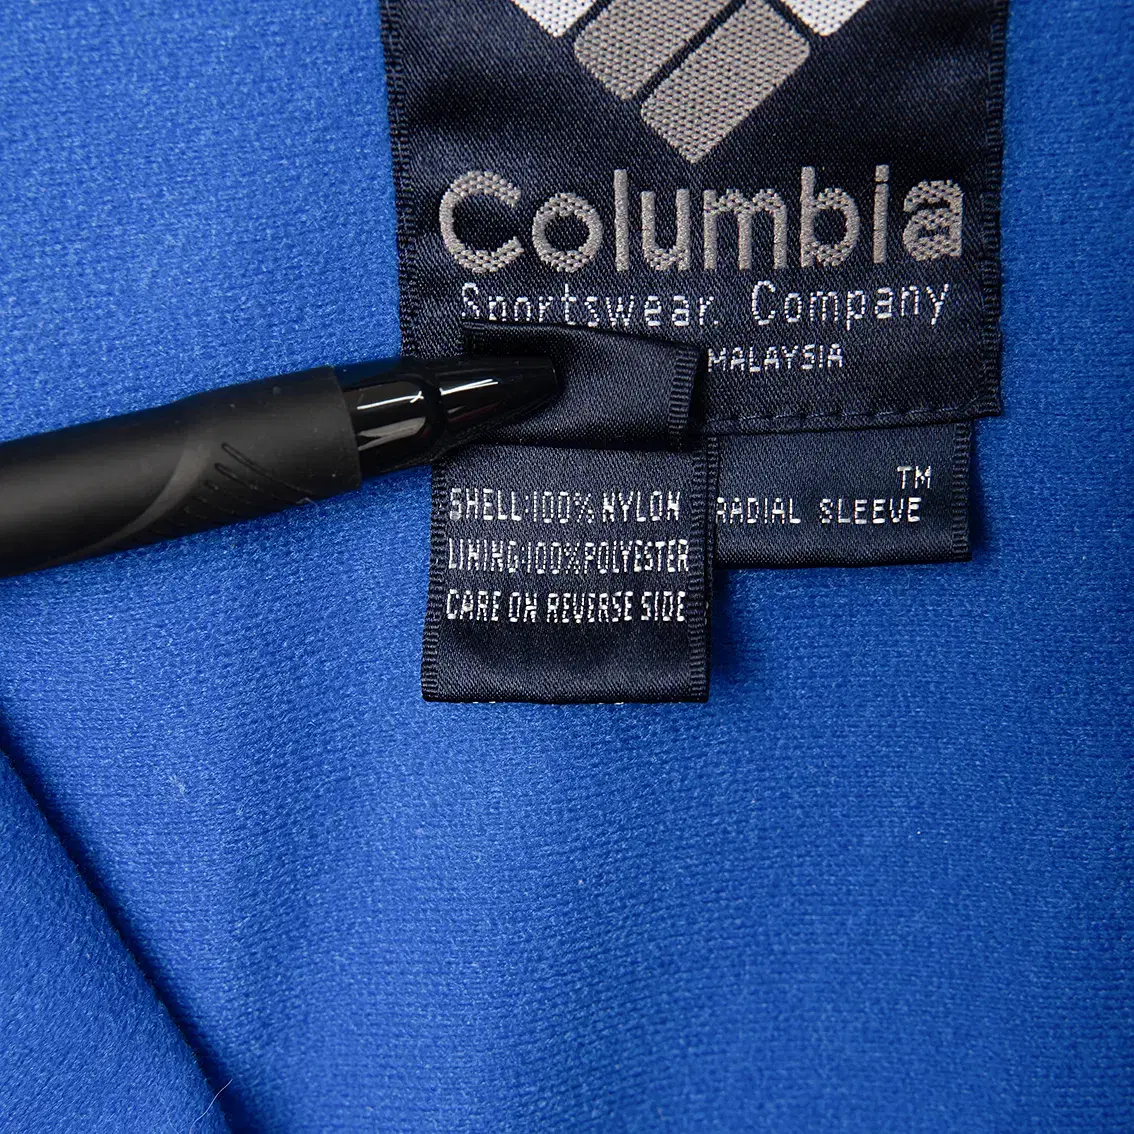 Columbia
Sportswear Company
MALAYSIA
TM
RADIAL SLEEVE
SHELL:100% NYLON
LINING:100%POLYESTER
CARE ON REVERSE SIDE